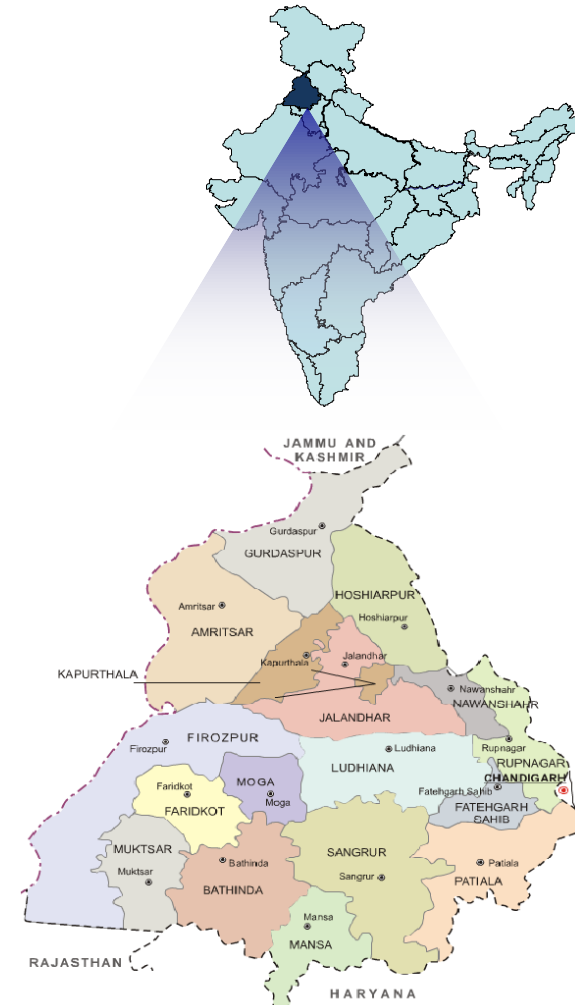 JAMMU AND
KASHMIR
Gurdaspur
GURDASPUR
HOSHIARPUR
Hoshiarpur
Amritsar
AMRITSAR
Kapurthala
Jalandhar
KAPURTHALA
Nawanshahr
NAWANSHAHR
JALANDHAR
FIROZPUR
Firozpur
Ludhiana
LUDHIANA
Rupnagar
RUPNAGAR
CHANDIGARH
Fatehgarh Sahib
FATEHGARH
SAHIB
Faridkot
FARIDKOT
MOGA
Moga
MUKTSAR
Muktsar
Bathinda
BATHINDA
SANGRUR
Sangrur
Patiala
PATIALA
Mansa
MANSA
RAJASTHAN
HARYANA